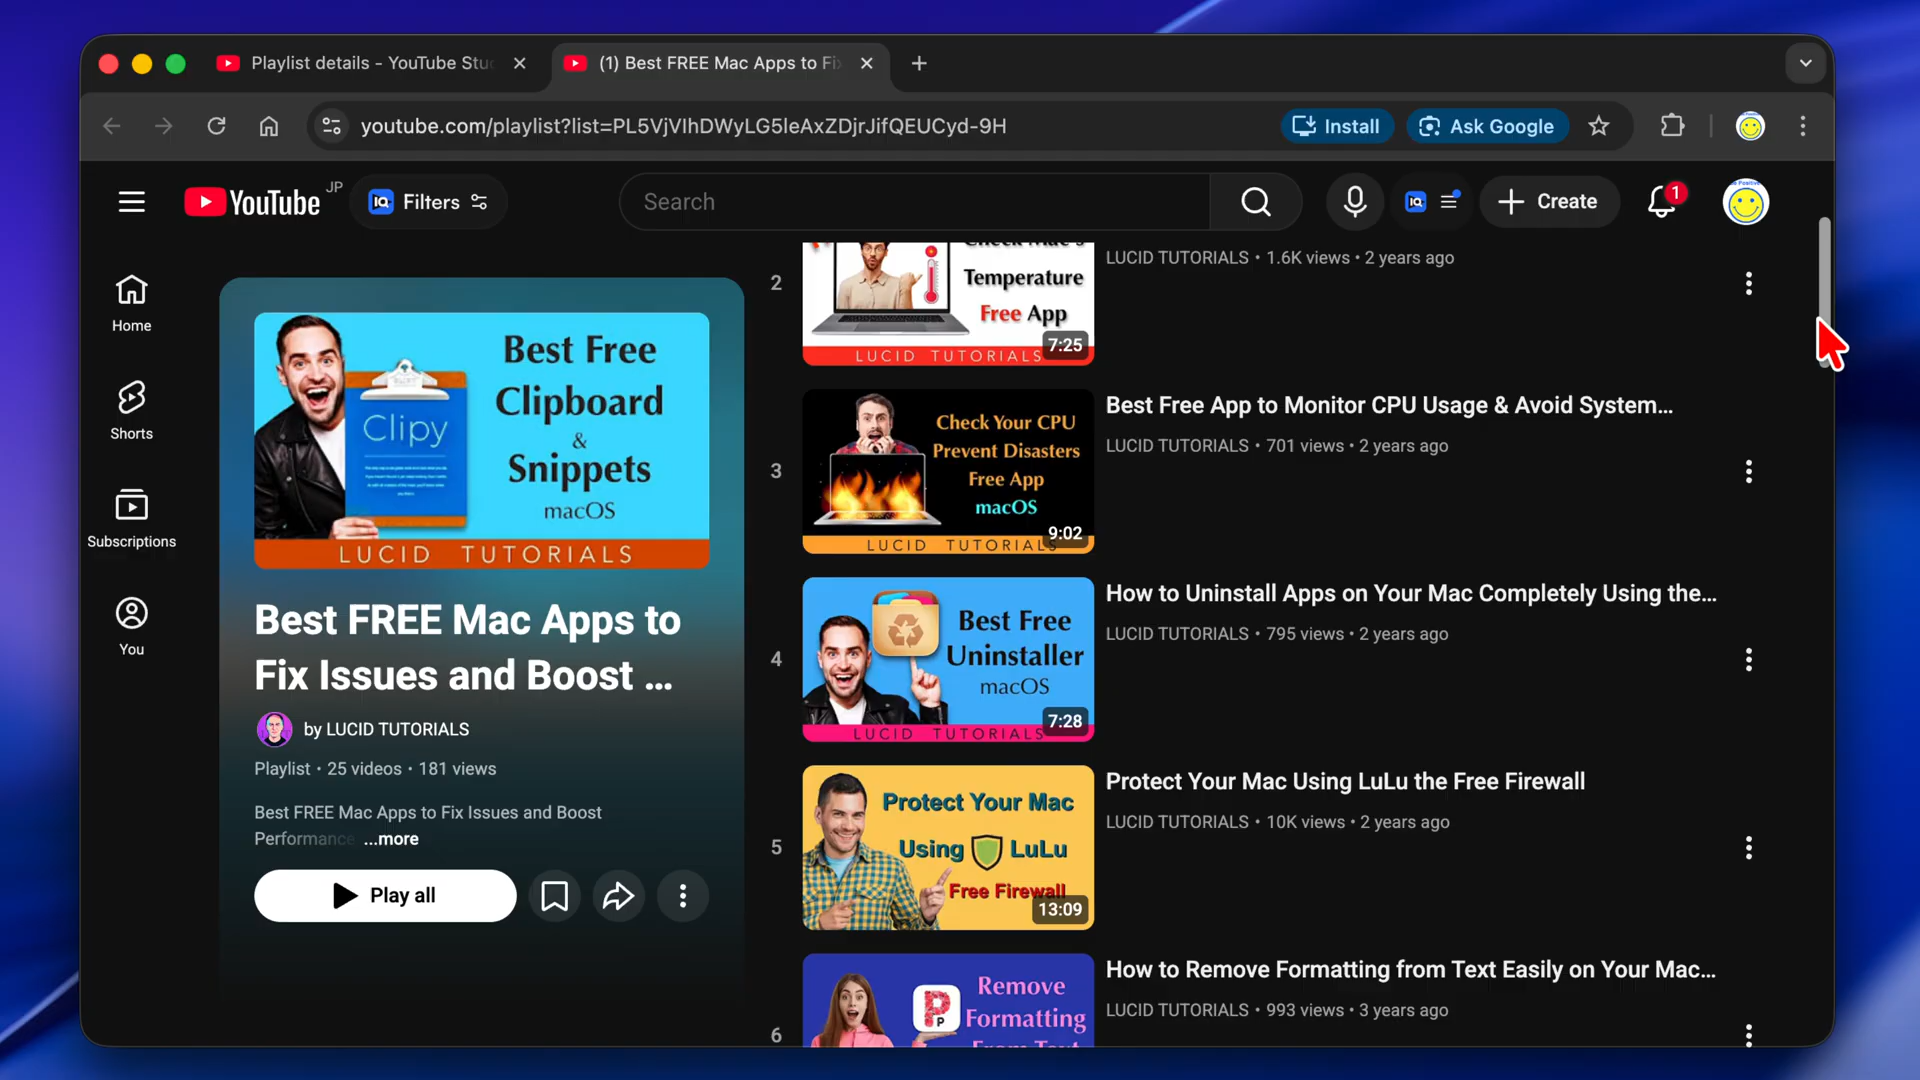 Playlist details - YouTube Stu
(1) Best FREE Mac Apps to Fi
youtube.com/playlist?list=PL5VjVIhDWyLG5leAxZDjrJifQEUCyd-9H
Install
Ask Google
YouTube JP
IQ Filters
Search
IQ
Create
1
Home
Shorts
Subscriptions
You
Best Free
Clipboard
&
Snippets
macOS
Clipy
LUCID TUTORIALS
Best FREE Mac Apps to
Fix Issues and Boost ...
by LUCID TUTORIALS
Playlist • 25 videos • 181 views
Best FREE Mac Apps to Fix Issues and Boost
Performance ...more
Play all
2
Check Mac's
Temperature
Free App
7:25
LUCID TUTORIALS
LUCID TUTORIALS • 1.6K views • 2 years ago
3
Check Your CPU
Prevent Disasters
Free App
macOS
9:02
LUCID TUTORIALS
Best Free App to Monitor CPU Usage & Avoid System...
LUCID TUTORIALS • 701 views • 2 years ago
4
Best Free
Uninstaller
macOS
7:28
LUCID TUTORIALS
How to Uninstall Apps on Your Mac Completely Using the...
LUCID TUTORIALS • 795 views • 2 years ago
5
Protect Your Mac
Using LuLu
Free Firewall
13:09
Protect Your Mac Using LuLu the Free Firewall
LUCID TUTORIALS • 10K views • 2 years ago
6
P
P
Remove
Formatting
From Text
How to Remove Formatting from Text Easily on Your Mac...
LUCID TUTORIALS • 993 views • 3 years ago